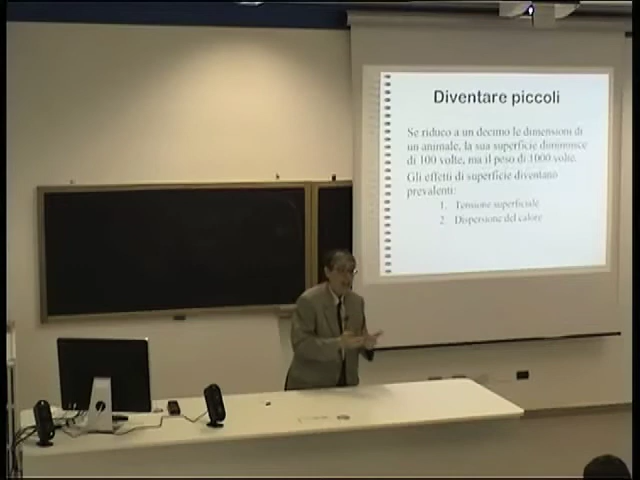 Diventare piccoli
Se riduco a un decimo le dimensioni di
un animale, la sua superficie diminuisce
di 100 volte, ma il peso di 1000 volte.
Gli effetti di superficie diventano
prevalenti:
1. Tensione superficiale
2. Dispersione del calore